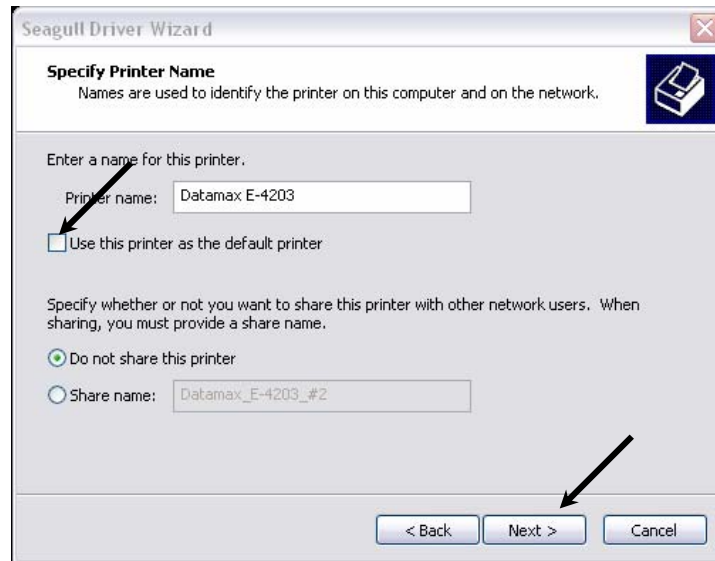 Seagull Driver Wizard
Specify Printer Name
Names are used to identify the printer on this computer and on the network.
Enter a name for this printer.
Printer name: Datamax E-4203
Use this printer as the default printer
Specify whether or not you want to share this printer with other network users. When
sharing, you must provide a share name.
Do not share this printer
Share name: Datamax_E-4203_#2
< Back Next > Cancel